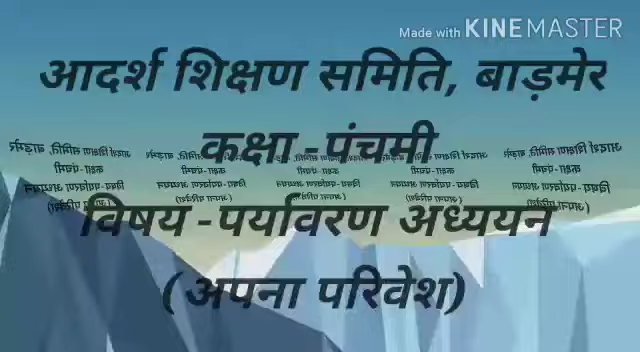 Made with KINEMASTER
आदर्श शिक्षण समिति, बाड़मेर
कक्षा - पंचमी
विषय - पर्यावरण अध्ययन
( अपना परिवेश)